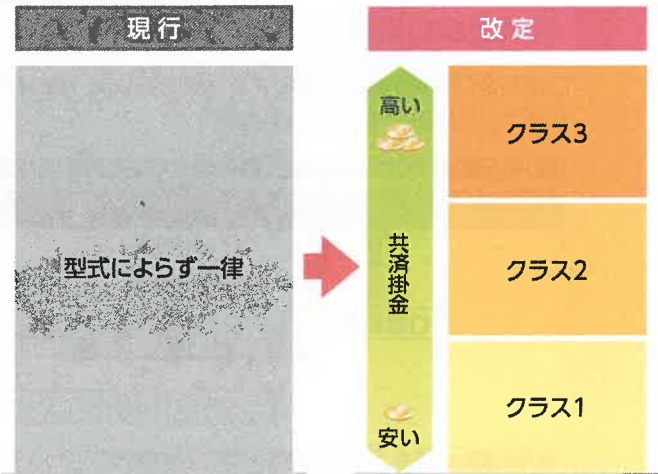 現行
改定
型式によらず一律
高い
共済掛金
安い
クラス3
クラス2
クラス1